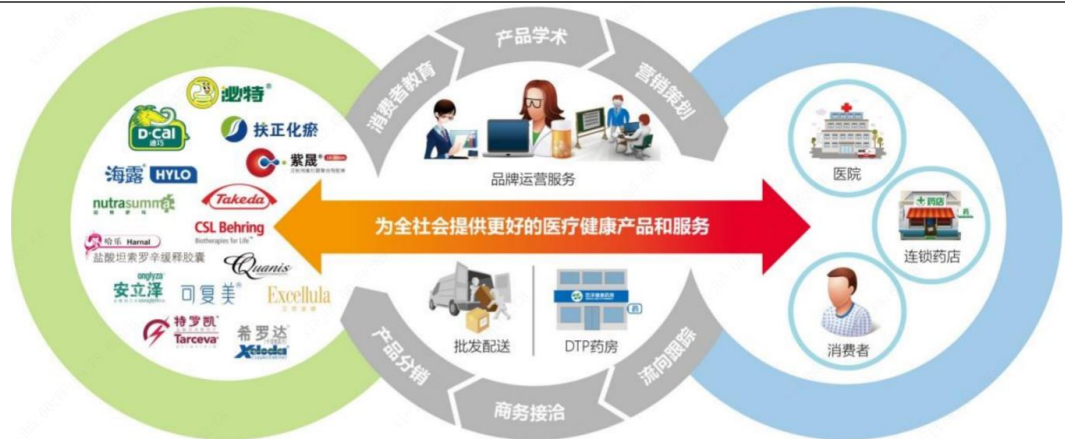 泌特®
D-Cal
迪巧
扶正化瘀
海露® HYLO
紫晟®
nutrasumma
Takeda
CSL Behring
Biotherapies for Life™
哈乐 Harnal
盐酸坦索罗辛缓释胶囊
Quanis
onglyza
安立泽
可复美®
Excellula
特罗凯®
Tarceva
希罗达®
Xeloda
消费者教育
产品学术
营销策划
品牌运营服务
为全社会提供更好的医疗健康产品和服务
批发配送
DTP药房
药
产品分销
商务接洽
流向跟踪
医院
药店
药
连锁药店
消费者